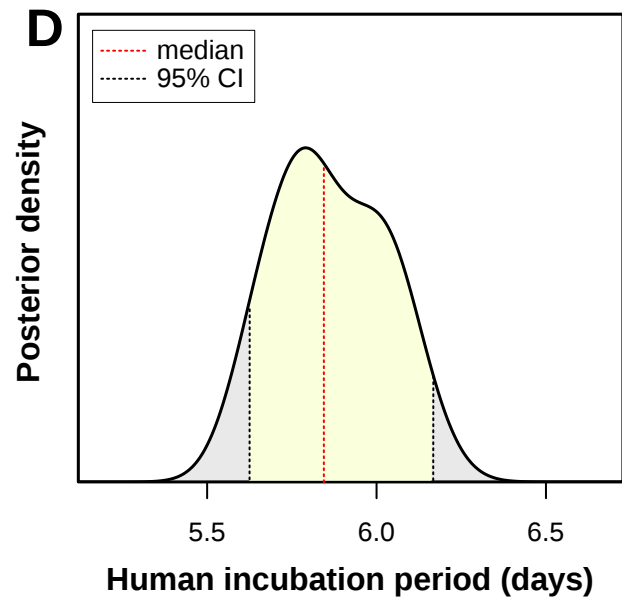 D
median
95% CI
Posterior density
5.5 6.0 6.5
Human incubation period (days)